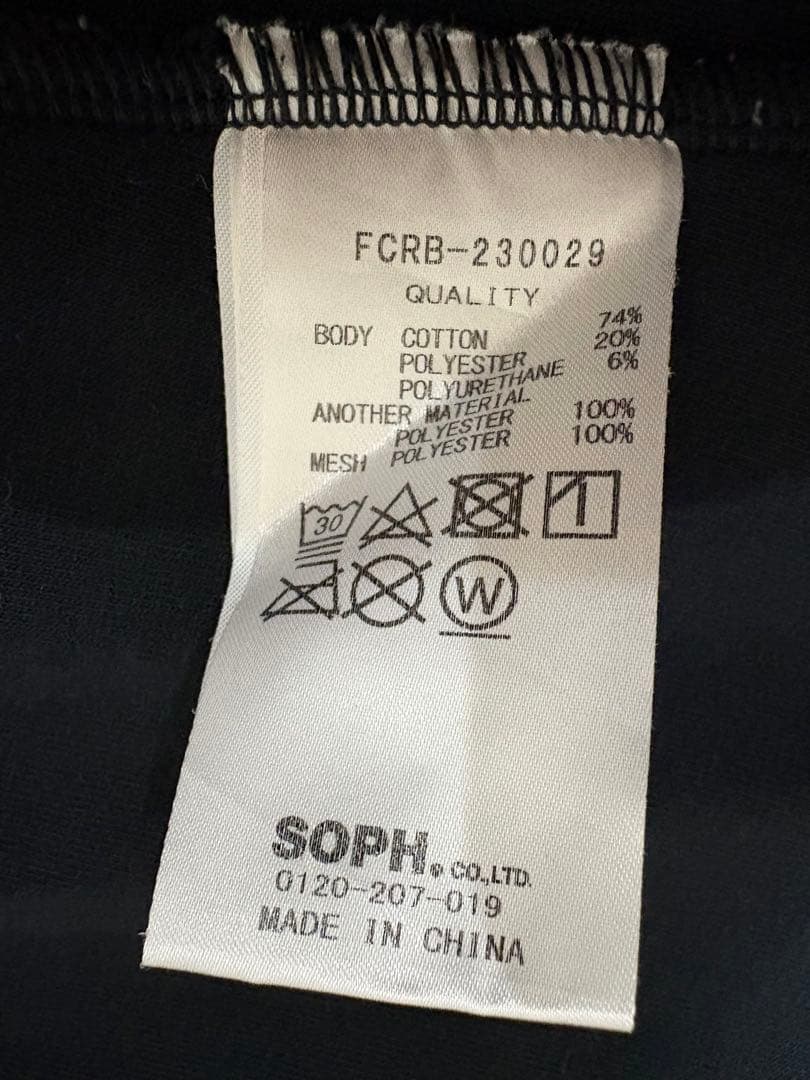 FCRB-230029
QUALITY
BODY COTTON 74%
POLYESTER 20%
POLYURETHANE 6%
ANOTHER MATERIAL
POLYESTER 100%
MESH POLYESTER 100%
30
W
SOPH. CO.,LTD.
0120-207-019
MADE IN CHINA